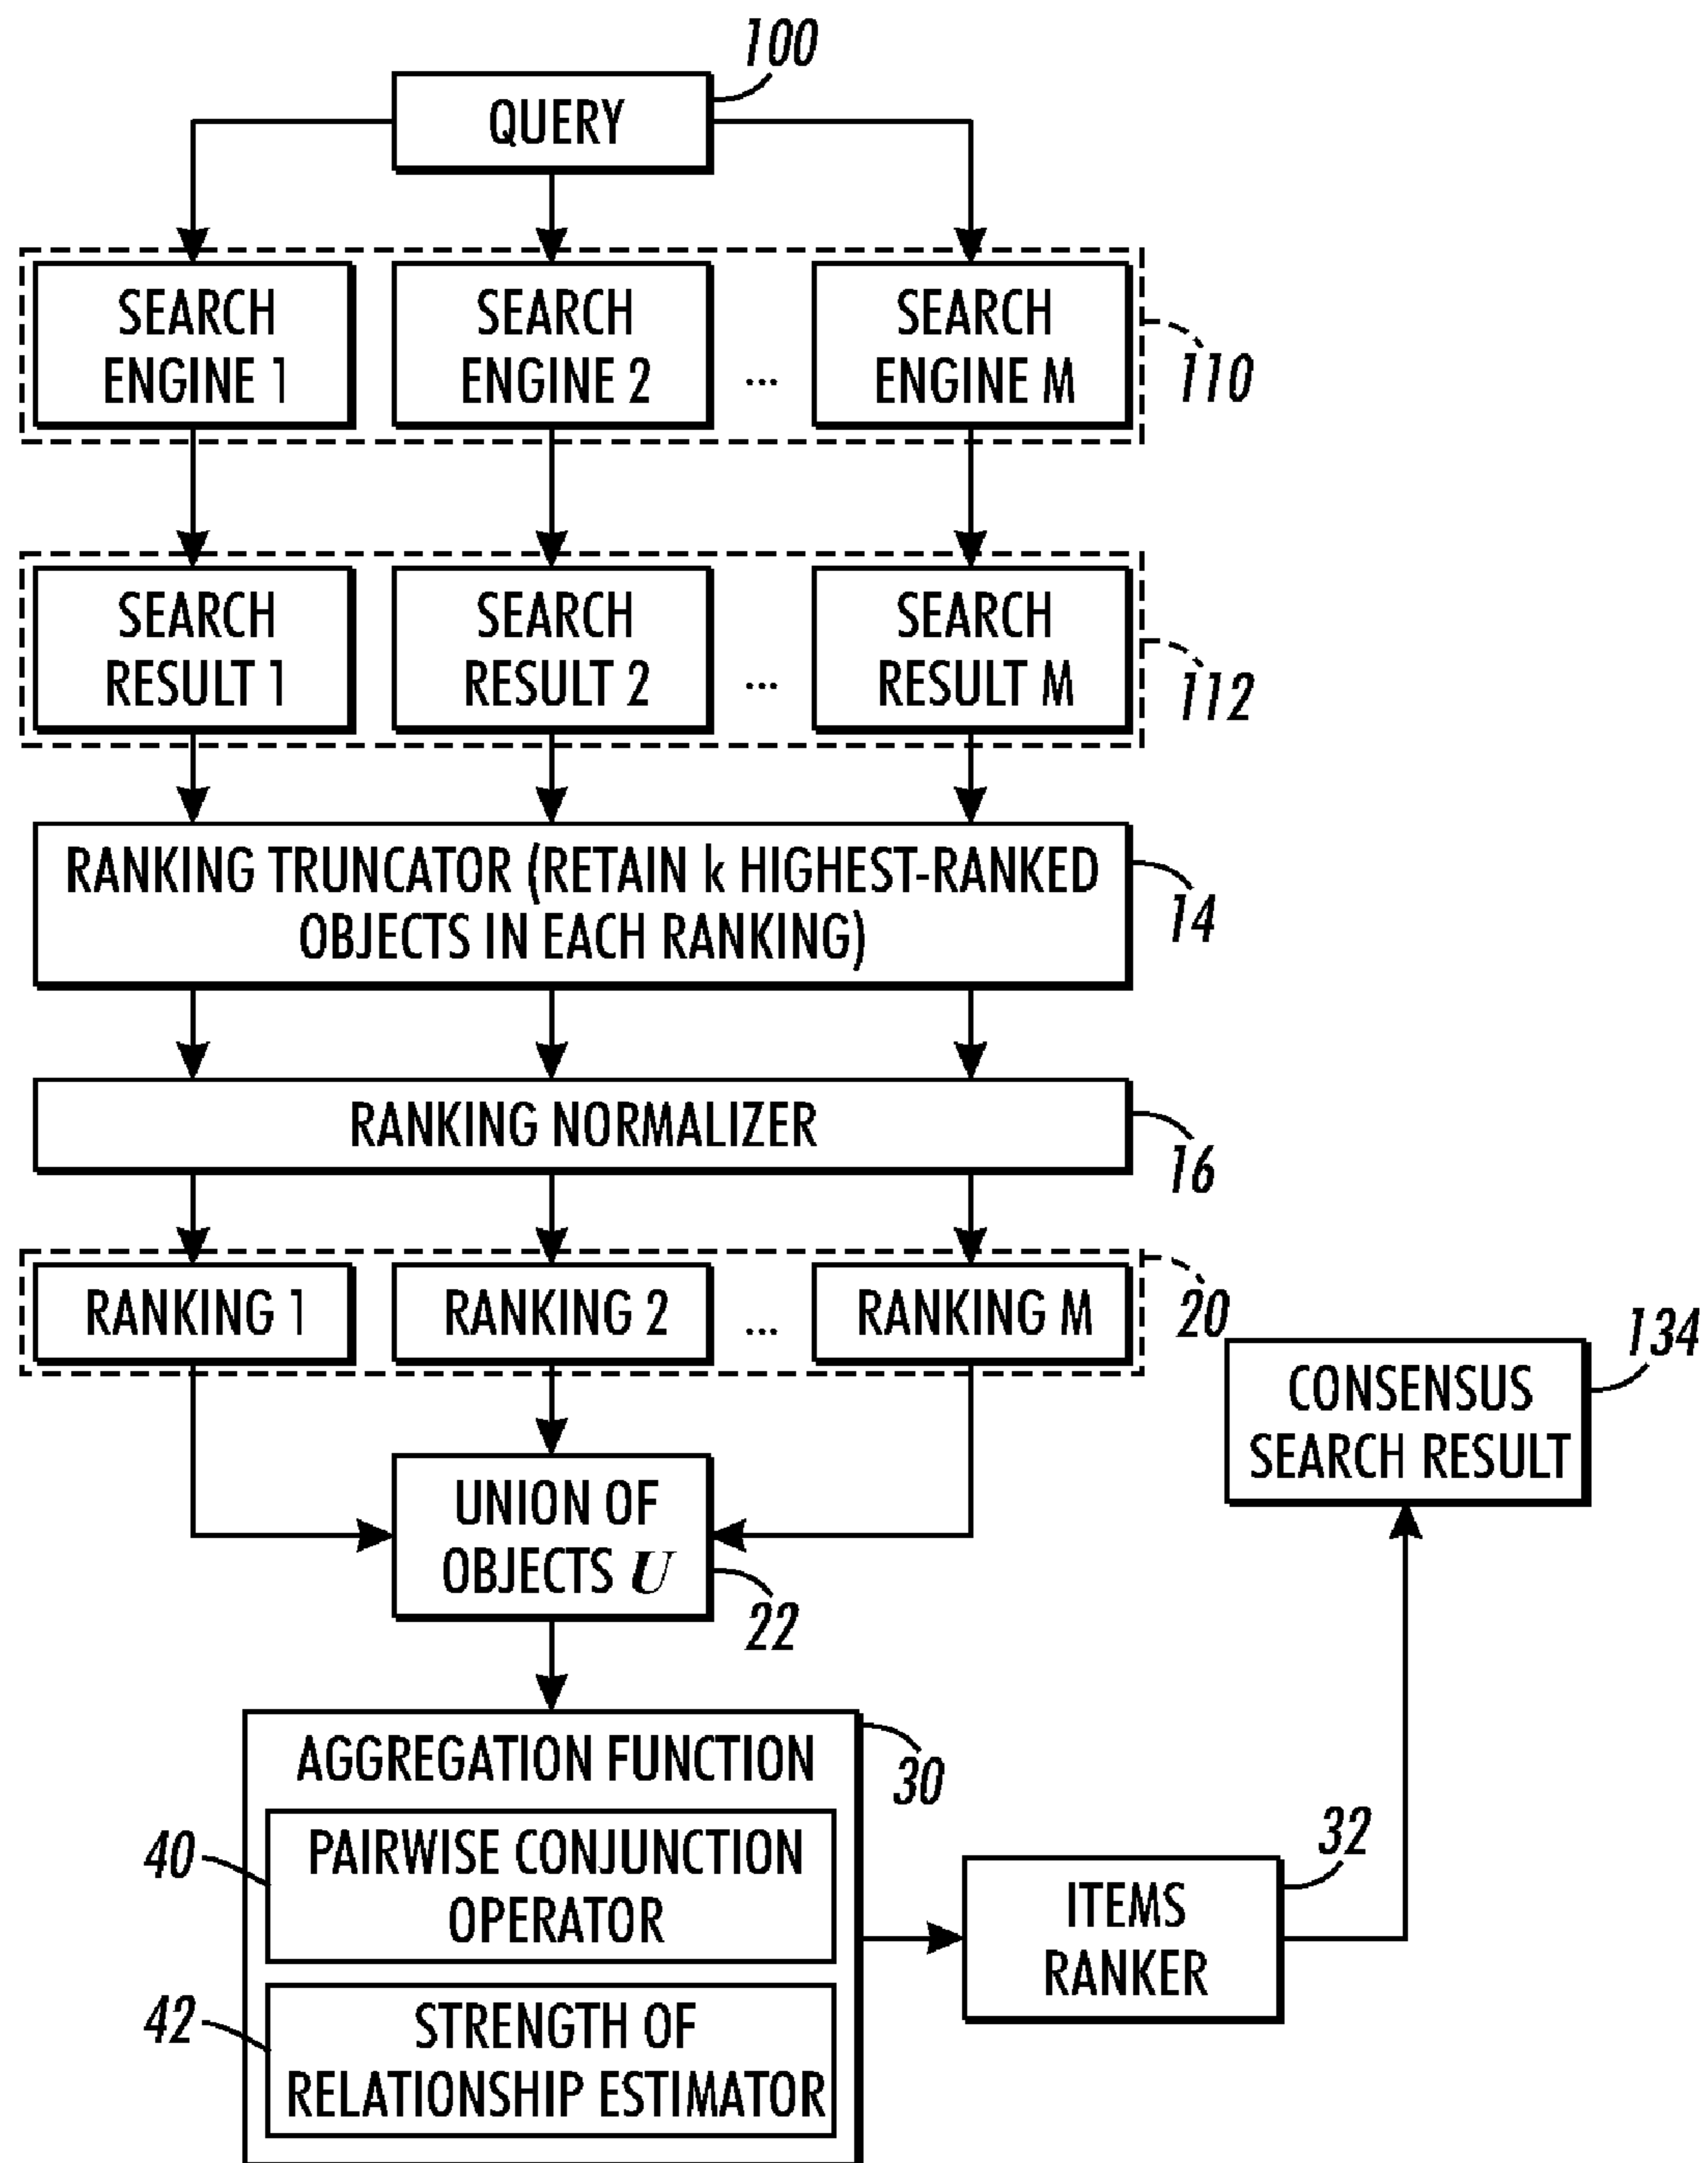 100
QUERY
SEARCH
ENGINE 1
SEARCH
ENGINE 2
...
SEARCH
ENGINE M
110
SEARCH
RESULT 1
SEARCH
RESULT 2
...
SEARCH
RESULT M
112
RANKING TRUNCATOR (RETAIN k HIGHEST-RANKED
OBJECTS IN EACH RANKING)
14
RANKING NORMALIZER
16
RANKING 1
RANKING 2
...
RANKING M
20
134
CONSENSUS
SEARCH RESULT
UNION OF
OBJECTS U
22
AGGREGATION FUNCTION
30
40
PAIRWISE CONJUNCTION
OPERATOR
42
STRENGTH OF
RELATIONSHIP ESTIMATOR
32
ITEMS
RANKER